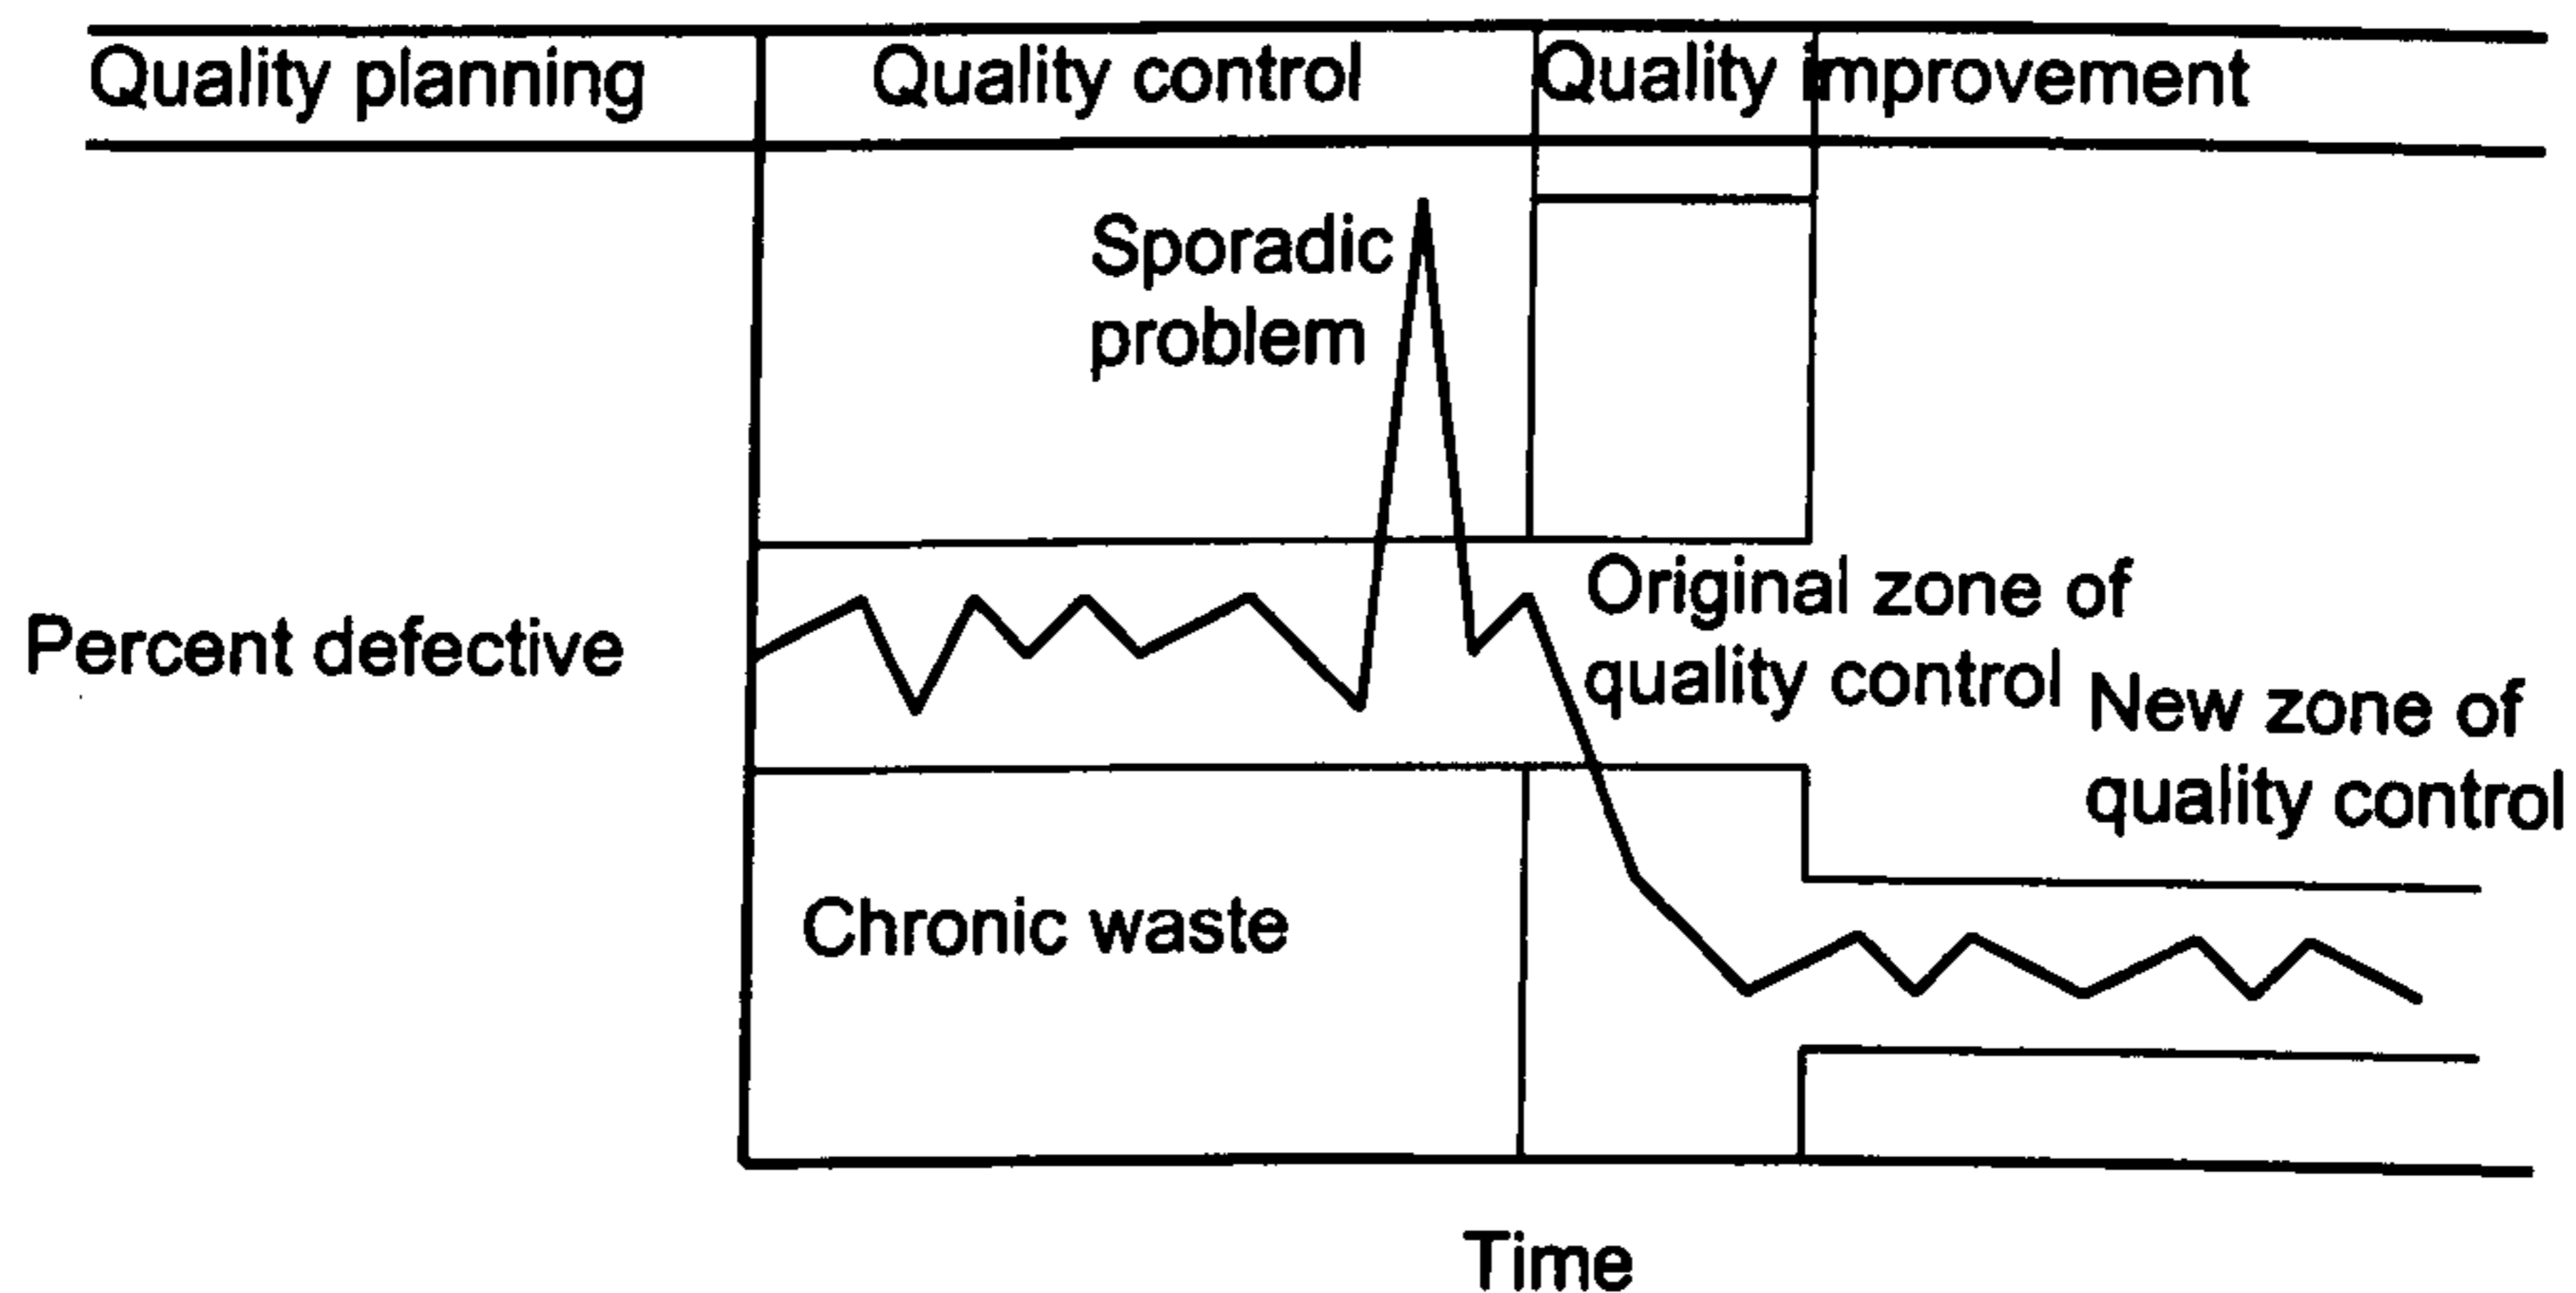 Quality planning
Quality control
Quality improvement
Sporadic
problem
Original zone of
quality control
Percent defective
New zone of
quality control
Chronic waste
Time